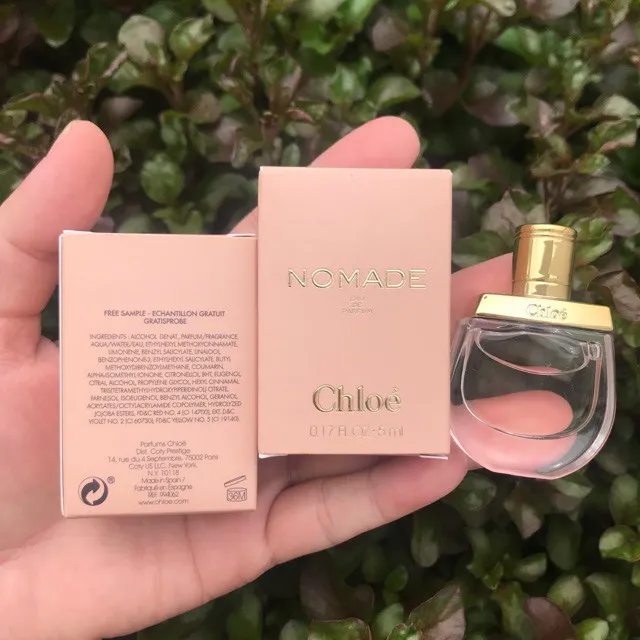 FREE SAMPLE - ECHANTILLON GRATUIT
GRATISPROBE
INGREDIENTS : ALCOHOL DENAT., PARFUM/FRAGRANCE,
AQUA/WATER/EAU, ETHYLHEXYL METHOXYCINNAMATE,
LIMONENE, BENZYL SALICYLATE, LINALOOL,
BENZOPHENONE-3, ETHYLHEXYL SALICYLATE, BUTYL
METHOXYDIBENZOYLMETHANE, COUMARIN,
ALPHA-ISOMETHYL IONONE, CITRONELLOL, BHT, EUGENOL,
CITRAL, ALCOHOL, PROPYLENE GLYCOL, HEXYL CINNAMAL,
TRIS(TETRAMETHYLHYDROXYPIPERIDINOL) CITRATE,
FARNESOL, ISOEUGENOL, BENZYL ALCOHOL, GERANIOL,
ACRYLATES/OCTYLACRYLAMIDE COPOLYMER, HYDROLYZED
JOJOBA ESTERS, FD&C RED NO. 4 (CI 14700), EXT. D&C
VIOLET NO. 2 (CI 60730), FD&C YELLOW NO. 5 (CI 19140).
Parfums Chloé
Dist. Coty Prestige
14, rue du 4 Septembre, 75002 Paris
Coty US LLC, New York,
N.Y. 10118
Made in Spain /
Fabriqué en Espagne
REF: 994062
www.chloe.com
36M
NOMADE
EAU
DE
PARFUM
Chloé
0.17 FL.OZ-5 ml
Chloé